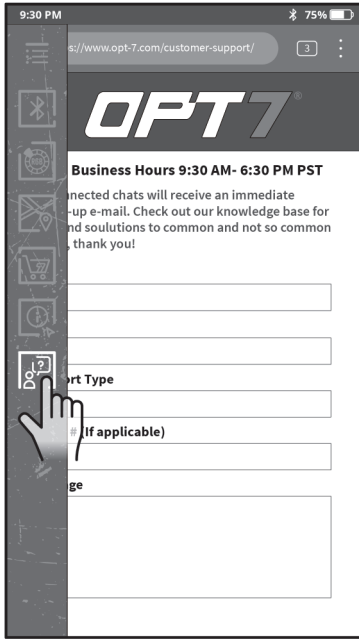 9:30 PM 75%
s://www.opt-7.com/customer-support/ 3
OPT7®
Business Hours 9:30 AM- 6:30 PM PST
nnected chats will receive an immediate
-up e-mail. Check out our knowledge base for
nd soulutions to common and not so common
, thank you!
ort Type
# (If applicable)
ge